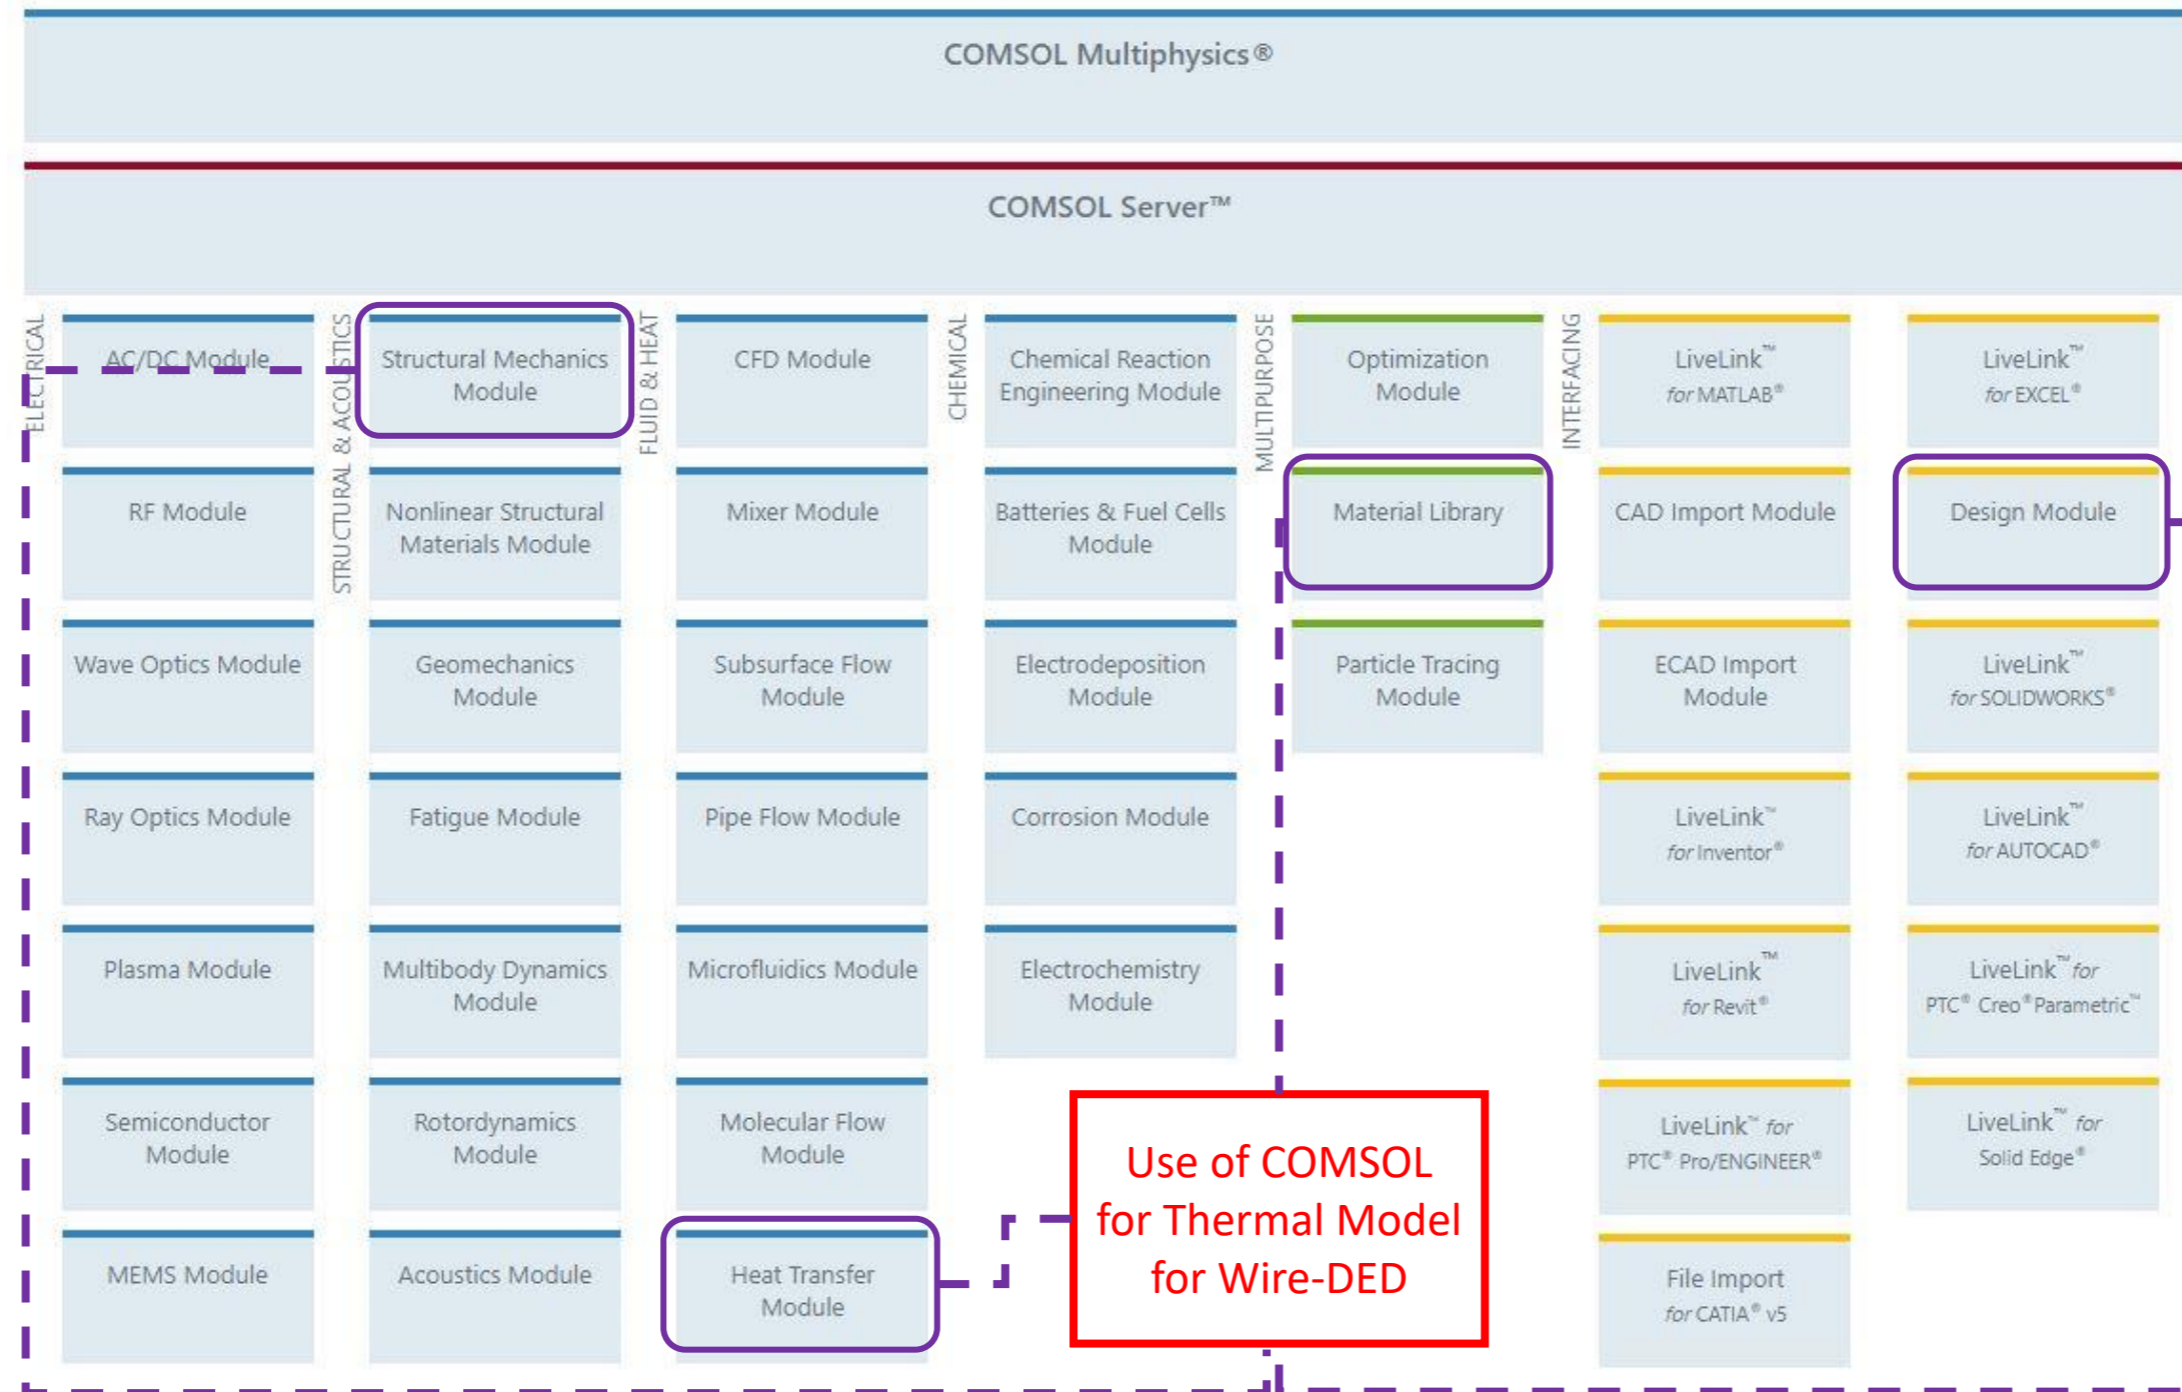 COMSOL Multiphysics®
COMSOL Server™
ELECTRICAL
AC/DC Module
RF Module
Wave Optics Module
Ray Optics Module
Plasma Module
Semiconductor
Module
MEMS Module
STRUCTURAL & ACOUSTICS
Structural Mechanics
Module
Nonlinear Structural
Materials Module
Geomechanics
Module
Fatigue Module
Multibody Dynamics
Module
Rotordynamics
Module
Acoustics Module
FLUID & HEAT
CFD Module
Mixer Module
Subsurface Flow
Module
Pipe Flow Module
Microfluidics Module
Molecular Flow
Module
Heat Transfer
Module
CHEMICAL
Chemical Reaction
Engineering Module
Batteries & Fuel Cells
Module
Electrodeposition
Module
Corrosion Module
Electrochemistry
Module
MULTIPURPOSE
Optimization
Module
Material Library
Particle Tracing
Module
INTERFACING
LiveLink™
for MATLAB®
CAD Import Module
ECAD Import
Module
LiveLink™
for Inventor®
LiveLink™
for Revit®
LiveLink™ for
PTC® Pro/ENGINEER®
File Import
for CATIA® v5
LiveLink™
for EXCEL®
Design Module
LiveLink™
for SOLIDWORKS®
LiveLink™
for AUTOCAD®
LiveLink™ for
PTC® Creo® Parametric™
LiveLink™ for
Solid Edge®
Use of COMSOL
for Thermal Model
for Wire-DED